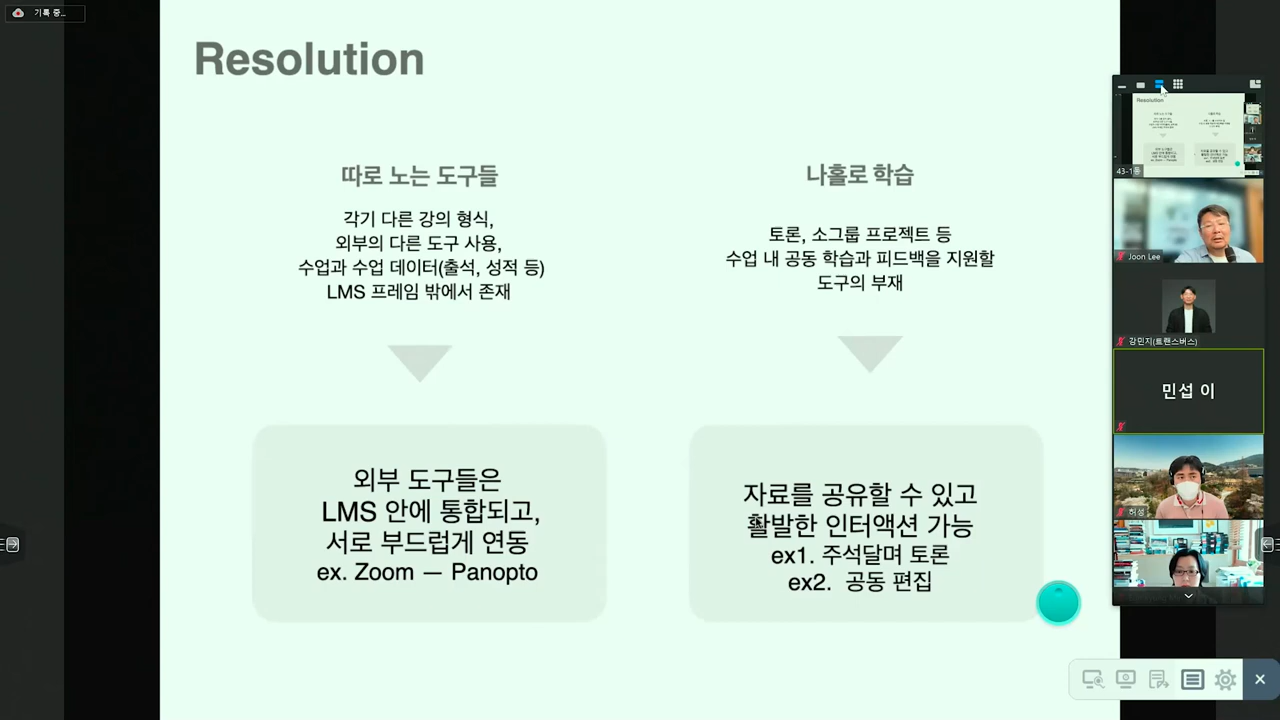 기록 중...
Resolution
따로 노는 도구들
각기 다른 강의 형식,
외부의 다른 도구 사용,
수업과 수업 데이터(출석, 성적 등)
LMS 프레임 밖에서 존재
외부 도구들은
LMS 안에 통합되고,
서로 부드럽게 연동
ex. Zoom — Panopto
나홀로 학습
토론, 소그룹 프로젝트 등
수업 내 공동 학습과 피드백을 지원할
도구의 부재
자료를 공유할 수 있고
활발한 인터액션 가능
ex1. 주석달며 토론
ex2. 공동 편집
Resolution
43-1동
Joon Lee
강민지(트랜스버스)
민섭 이
허성